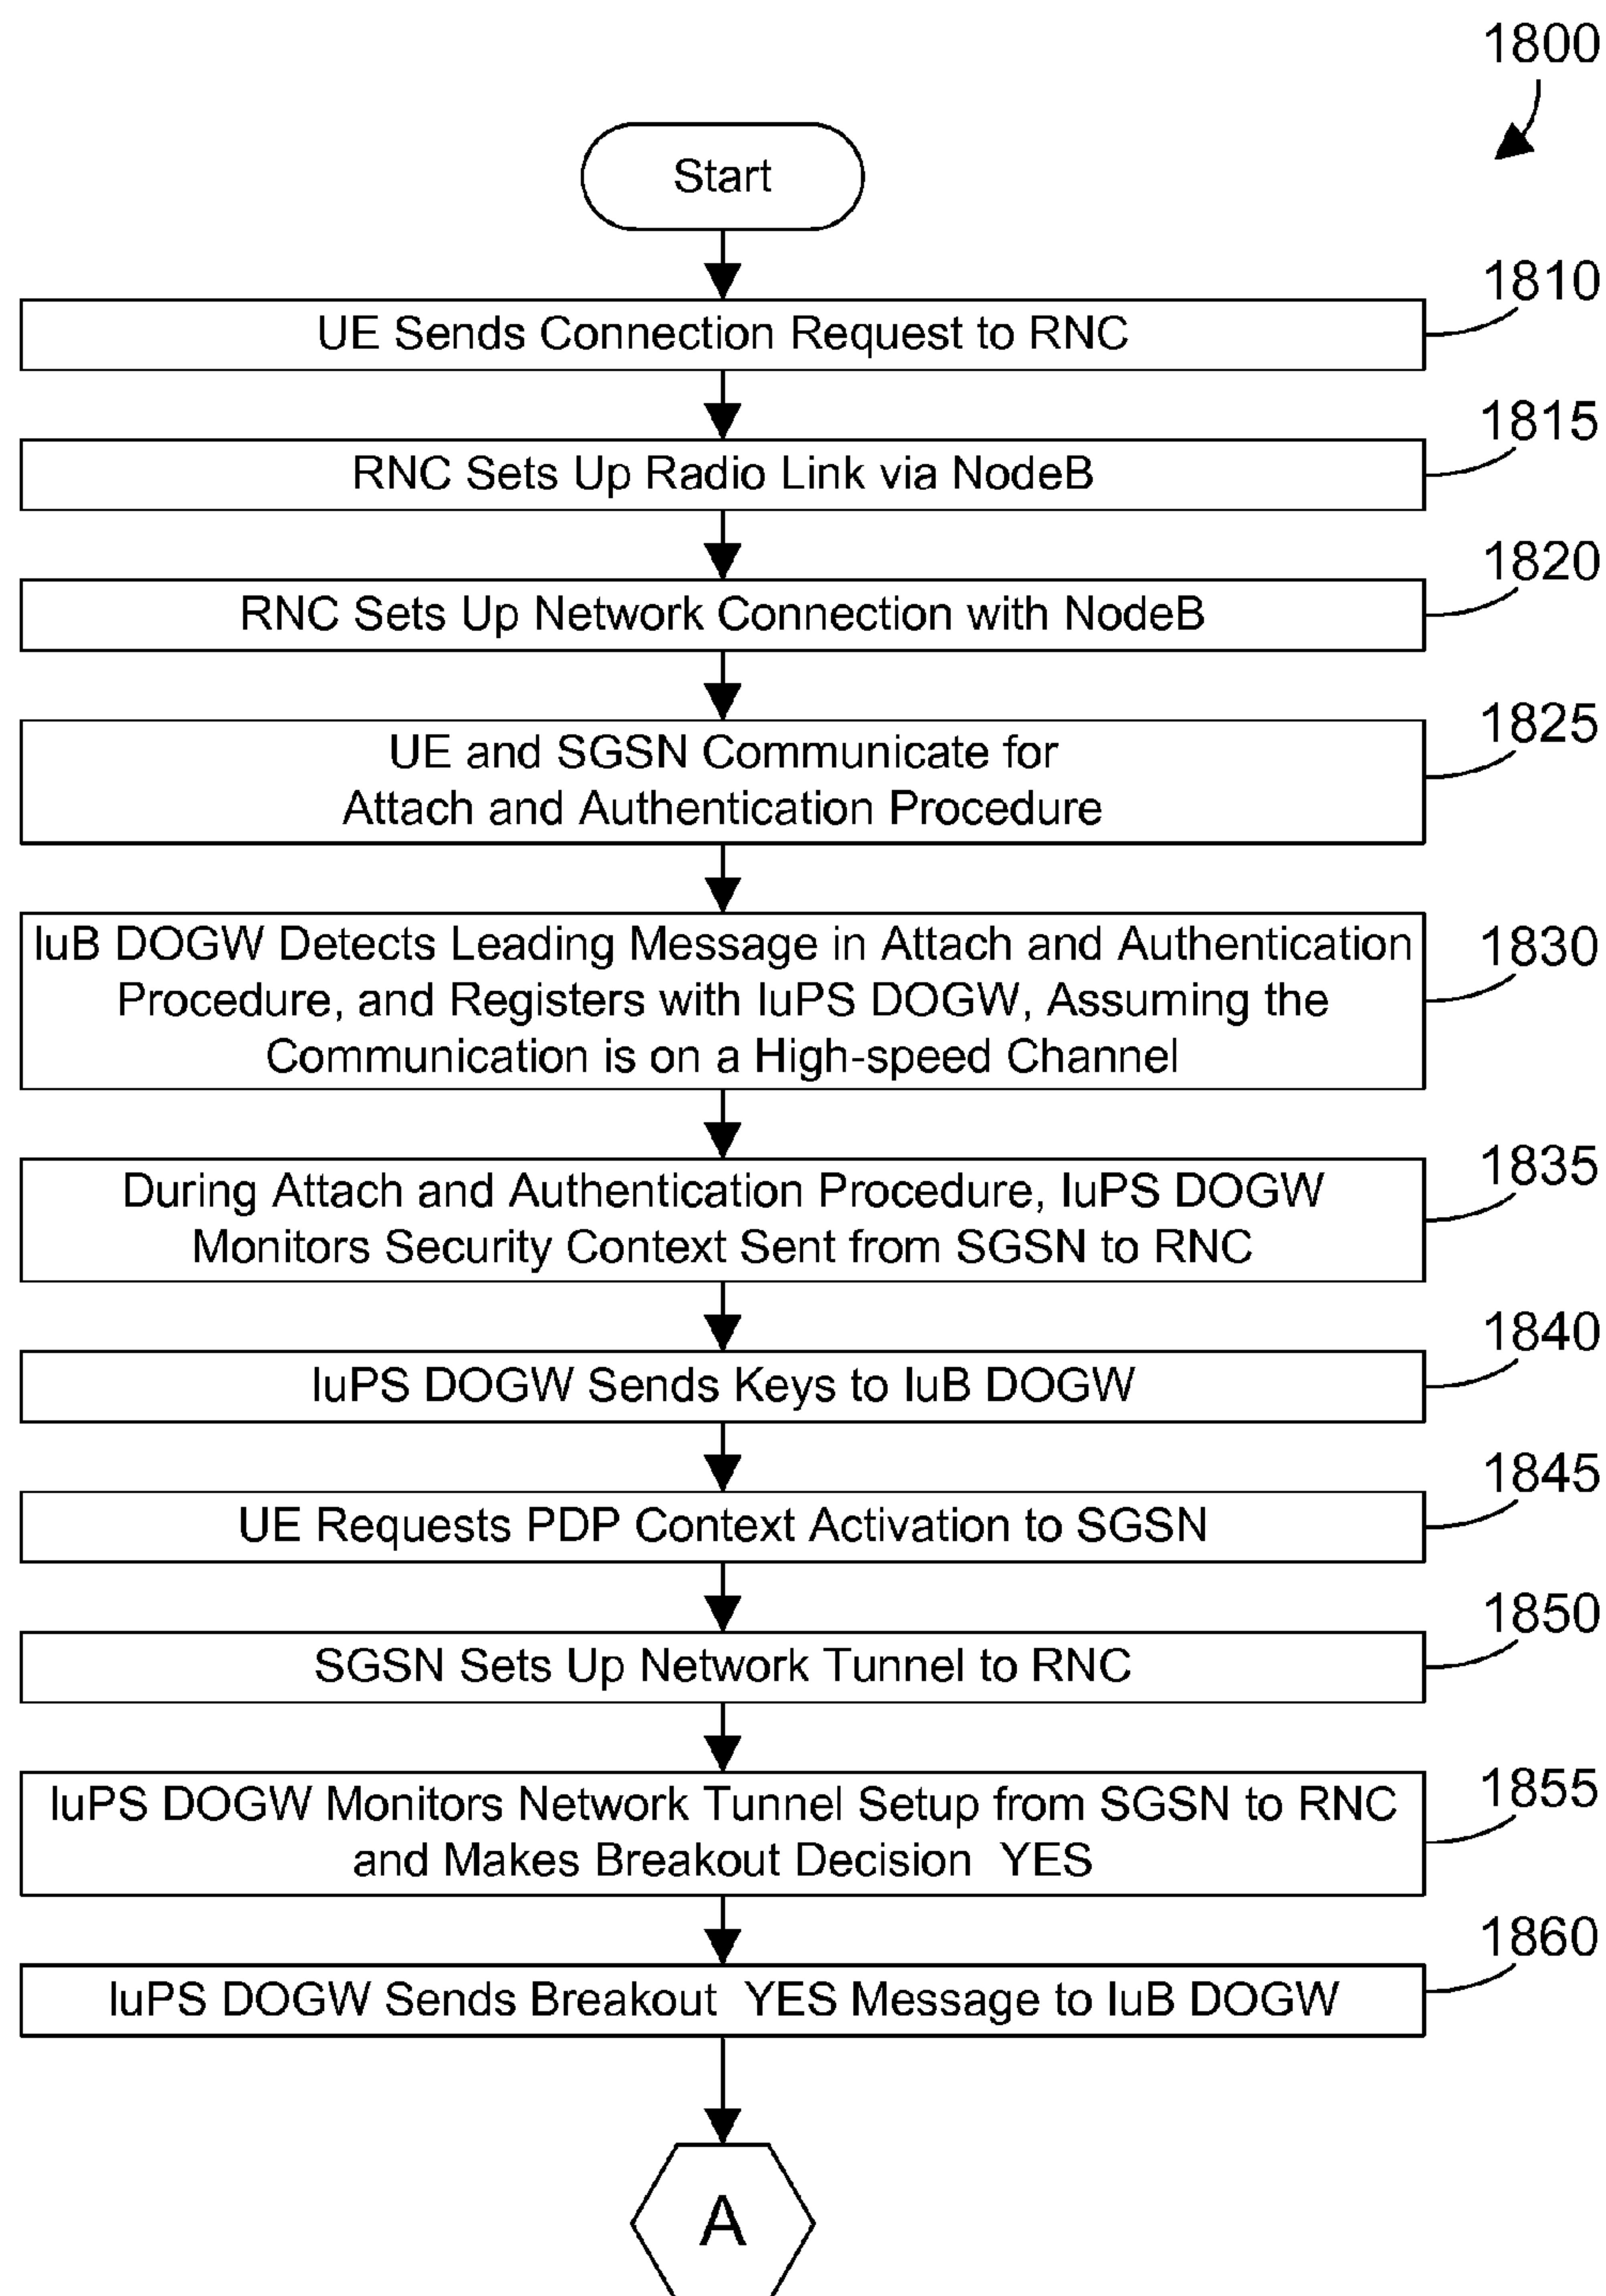 1800
Start
1810
UE Sends Connection Request to RNC
1815
RNC Sets Up Radio Link via NodeB
1820
RNC Sets Up Network Connection with NodeB
1825
UE and SGSN Communicate for
Attach and Authentication Procedure
1830
IuB DOGW Detects Leading Message in Attach and Authentication
Procedure, and Registers with IuPS DOGW, Assuming the
Communication is on a High-speed Channel
1835
During Attach and Authentication Procedure, IuPS DOGW
Monitors Security Context Sent from SGSN to RNC
1840
IuPS DOGW Sends Keys to IuB DOGW
1845
UE Requests PDP Context Activation to SGSN
1850
SGSN Sets Up Network Tunnel to RNC
1855
IuPS DOGW Monitors Network Tunnel Setup from SGSN to RNC
and Makes Breakout Decision YES
1860
IuPS DOGW Sends Breakout YES Message to IuB DOGW
A